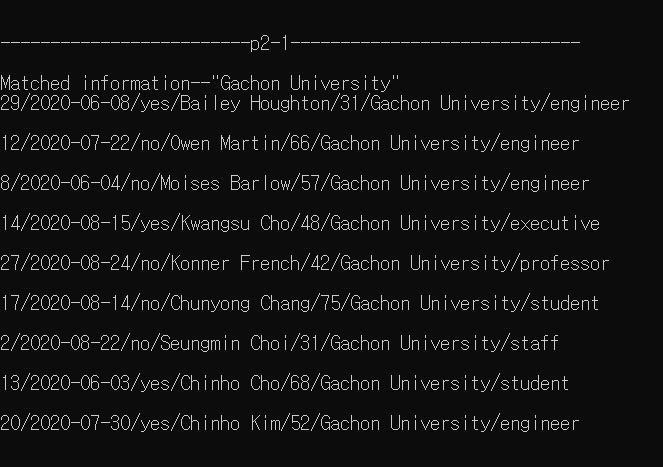 -------------------------p2-1-----------------------------
Matched information--"Gachon University"
29/2020-06-08/yes/Bailey Houghton/31/Gachon University/engineer
12/2020-07-22/no/Owen Martin/66/Gachon University/engineer
8/2020-06-04/no/Moises Barlow/57/Gachon University/engineer
14/2020-08-15/yes/Kwangsu Cho/48/Gachon University/executive
27/2020-08-24/no/Konner French/42/Gachon University/professor
17/2020-08-14/no/Chunyong Chang/75/Gachon University/student
2/2020-08-22/no/Seungmin Choi/31/Gachon University/staff
13/2020-06-03/yes/Chinho Cho/68/Gachon University/student
20/2020-07-30/yes/Chinho Kim/52/Gachon University/engineer